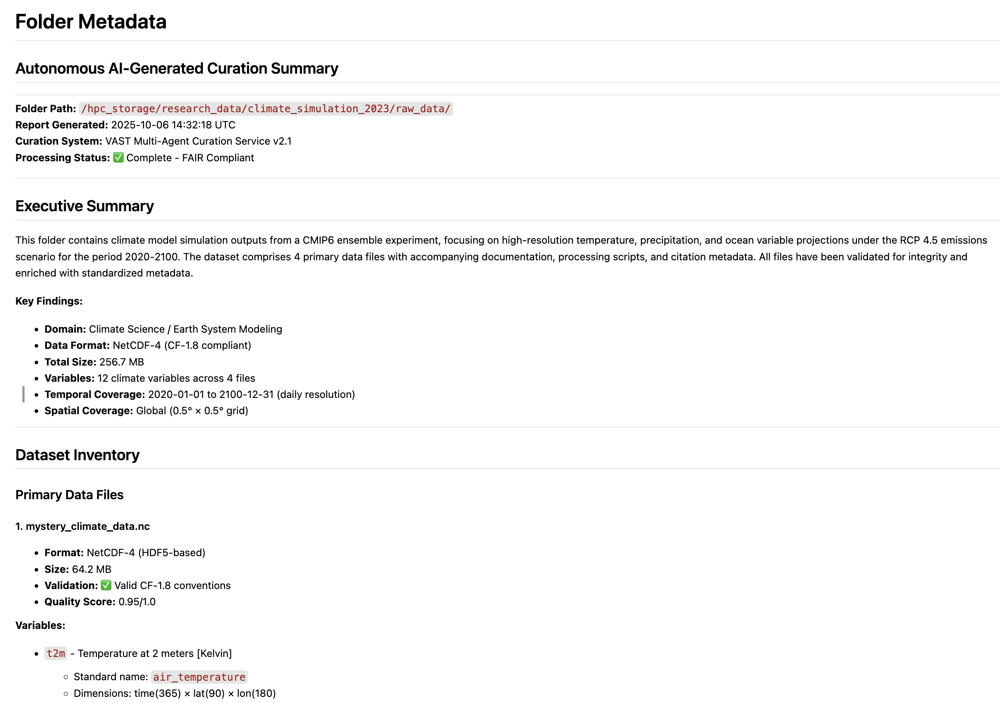 Folder Metadata
Autonomous AI-Generated Curation Summary
Folder Path: /hpc_storage/research_data/climate_simulation_2023/raw_data/
Report Generated: 2025-10-06 14:32:18 UTC
Curation System: VAST Multi-Agent Curation Service v2.1
Processing Status: ✅ Complete - FAIR Compliant
Executive Summary
This folder contains climate model simulation outputs from a CMIP6 ensemble experiment, focusing on high-resolution temperature, precipitation, and ocean variable projections under the RCP 4.5 emissions
scenario for the period 2020-2100. The dataset comprises 4 primary data files with accompanying documentation, processing scripts, and citation metadata. All files have been validated for integrity and
enriched with standardized metadata.
Key Findings:
• Domain: Climate Science / Earth System Modeling
• Data Format: NetCDF-4 (CF-1.8 compliant)
• Total Size: 256.7 MB
• Variables: 12 climate variables across 4 files
• Temporal Coverage: 2020-01-01 to 2100-12-31 (daily resolution)
• Spatial Coverage: Global (0.5° × 0.5° grid)
Dataset Inventory
Primary Data Files
1. mystery_climate_data.nc
• Format: NetCDF-4 (HDF5-based)
• Size: 64.2 MB
• Validation: ✅ Valid CF-1.8 conventions
• Quality Score: 0.95/1.0
Variables:
• t2m - Temperature at 2 meters [Kelvin]
◦ Standard name: air_temperature
◦ Dimensions: time(365) × lat(90) × lon(180)